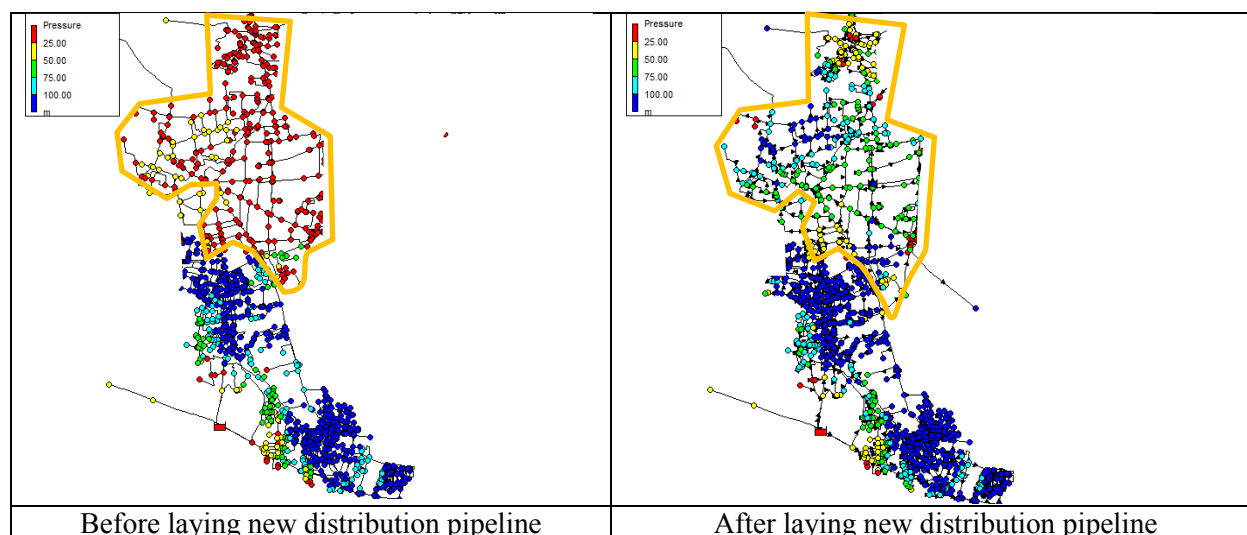 Pressure
25.00
50.00
75.00
100.00
m
Pressure
25.00
50.00
75.00
100.00
m
Before laying new distribution pipeline
After laying new distribution pipeline